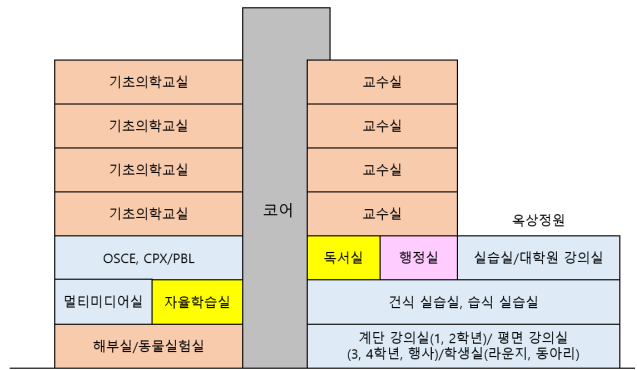 기초의학교실
교수실
기초의학교실
교수실
기초의학교실
교수실
기초의학교실
코어
교수실
옥상정원
OSCE, CPX/PBL
독서실
행정실
실습실/대학원 강의실
멀티미디어실
자율학습실
건식 실습실, 습식 실습실
해부실/동물실험실
계단 강의실(1, 2학년)/ 평면 강의실
(3, 4학년, 행사)/학생실(라운지, 동아리)